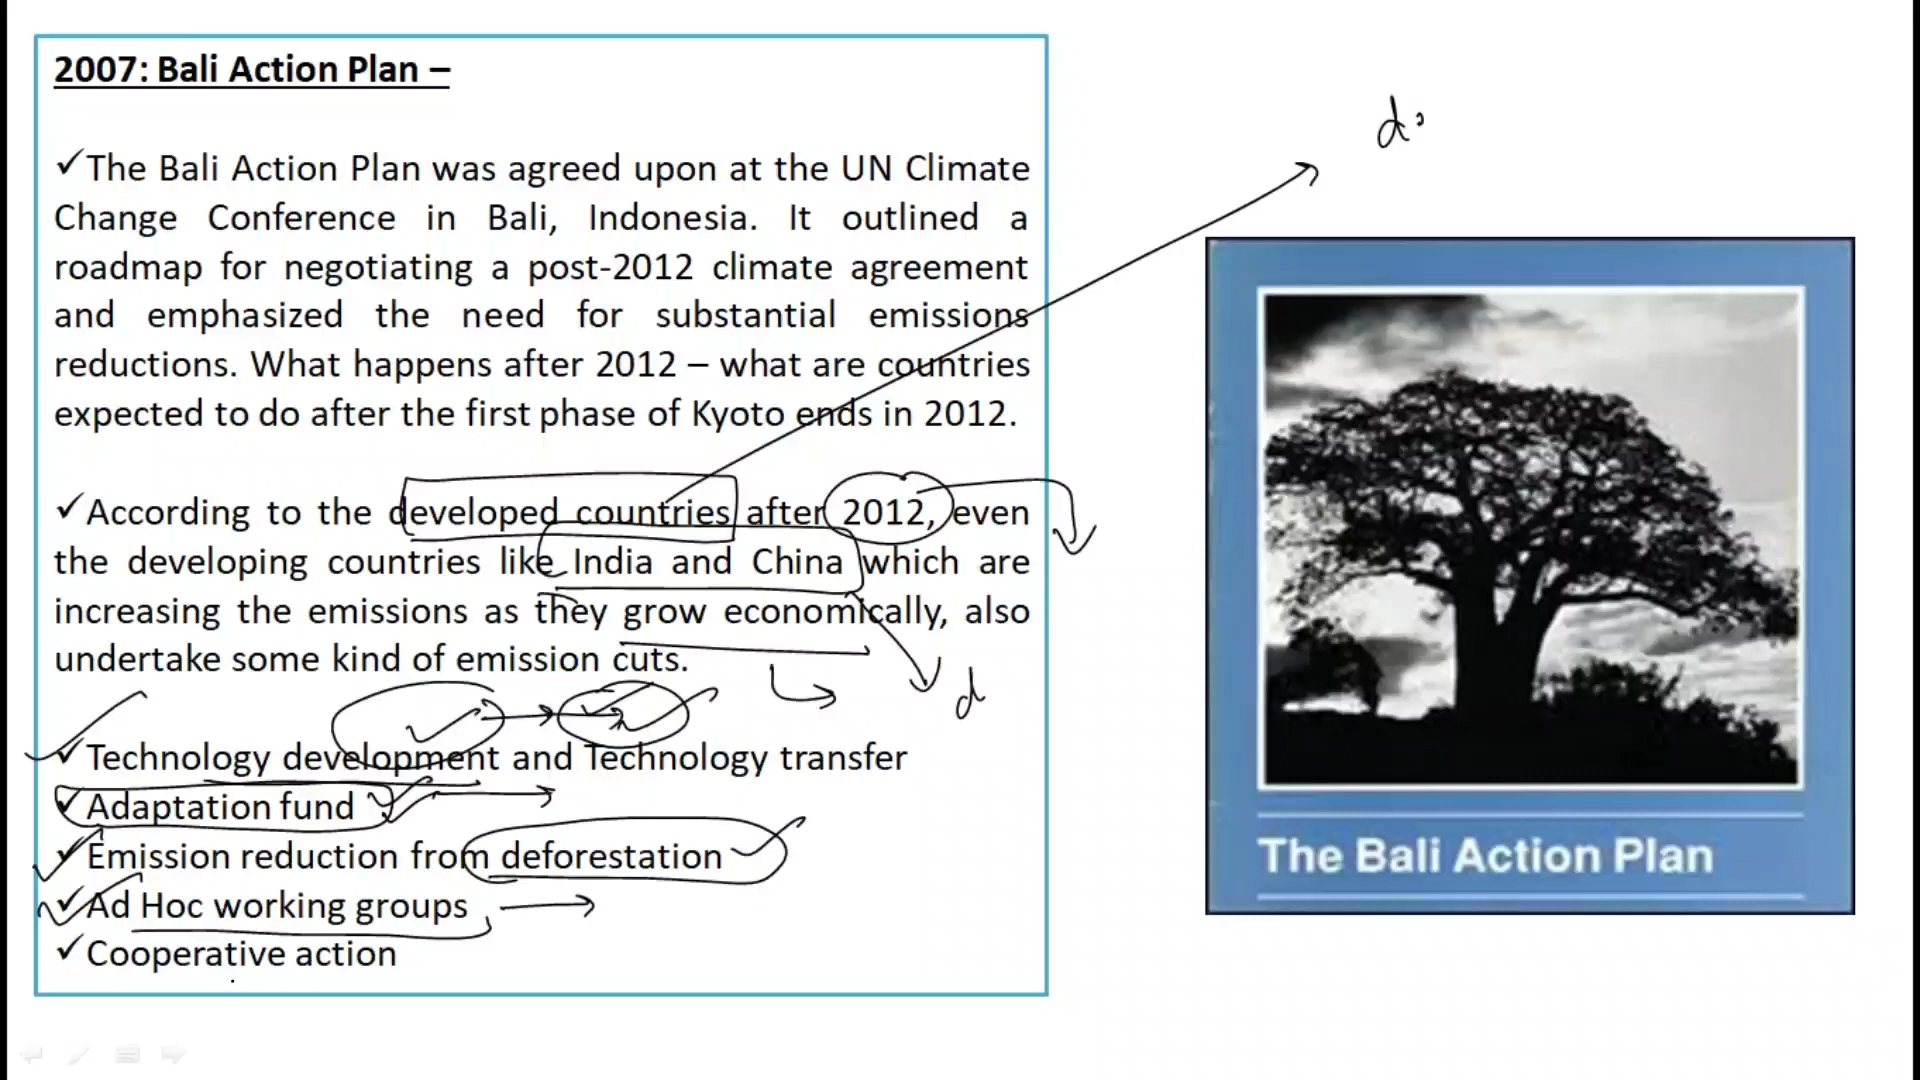 2007: Bali Action Plan –
✓The Bali Action Plan was agreed upon at the UN Climate
Change Conference in Bali, Indonesia. It outlined a
roadmap for negotiating a post-2012 climate agreement
and emphasized the need for substantial emissions
reductions. What happens after 2012 – what are countries
expected to do after the first phase of Kyoto ends in 2012.
✓According to the developed countries after 2012, even
the developing countries like India and China which are
increasing the emissions as they grow economically, also
undertake some kind of emission cuts.
✓Technology development and Technology transfer
✓Adaptation fund
✓Emission reduction from deforestation
✓Ad Hoc working groups
✓Cooperative action
d
d
The Bali Action Plan